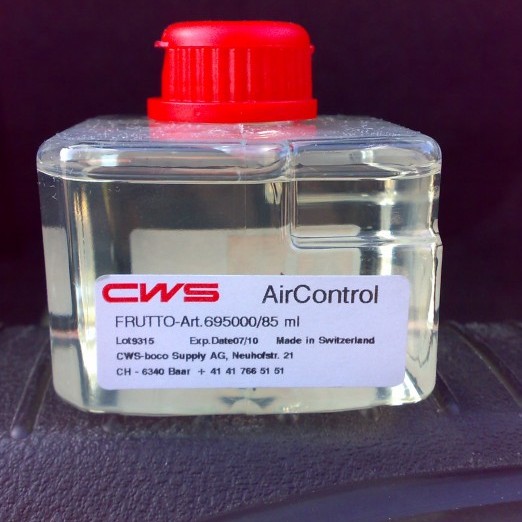 CWS AirControl
FRUTTO-Art.695000/85 ml
Lot9315 Exp.Date07/10 Made in Switzerland
CWS-boco Supply AG, Neuhofstr. 21
CH - 6340 Baar + 41 41 766 51 51